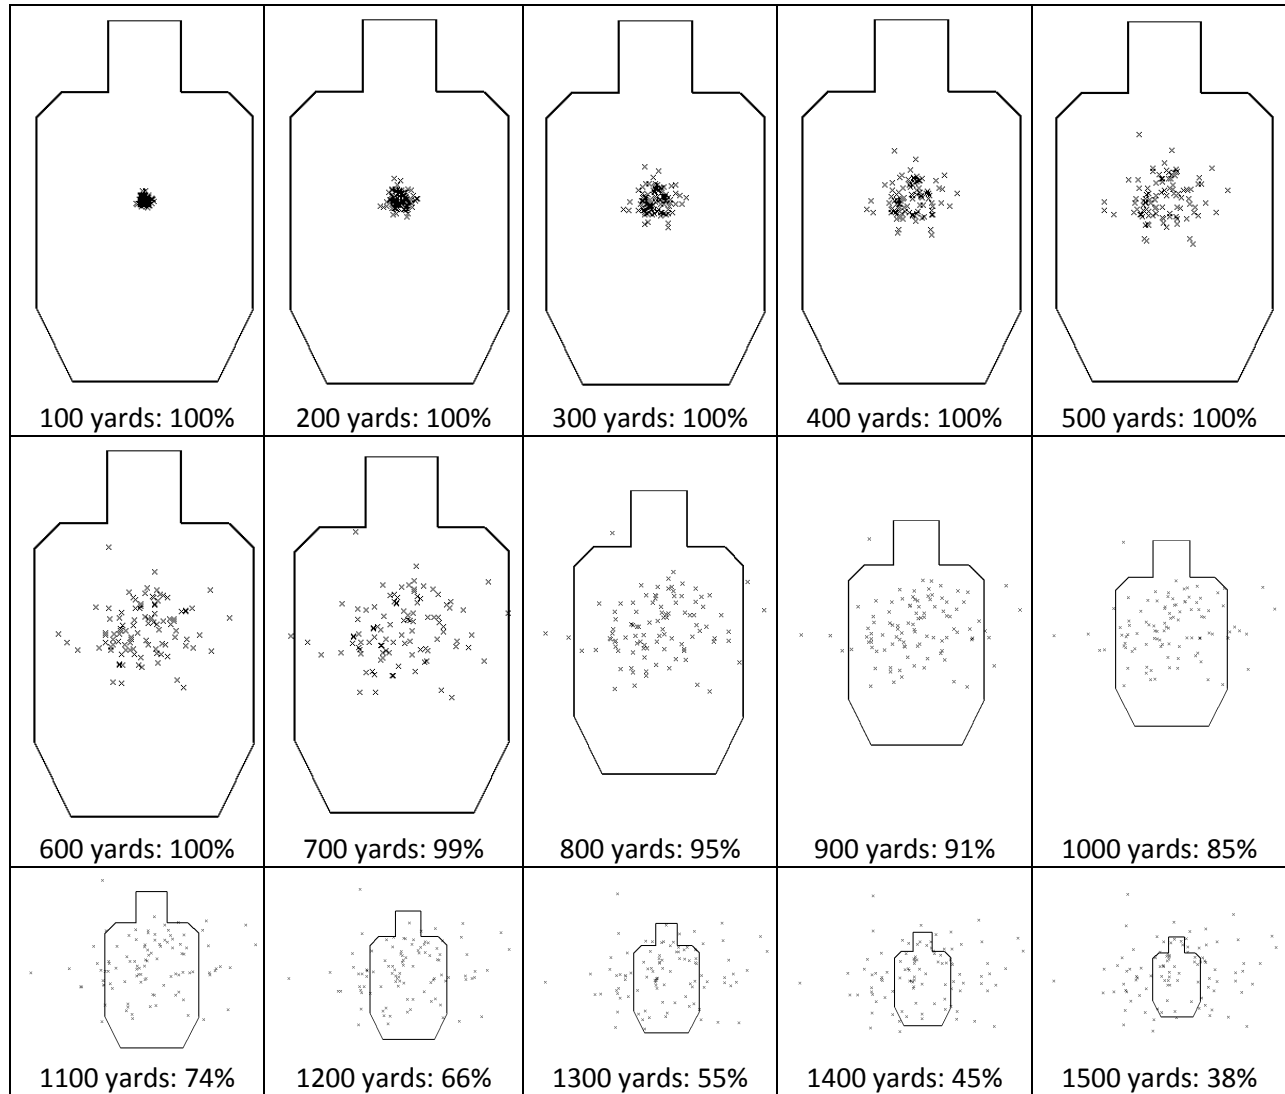 100 yards: 100%
200 yards: 100%
300 yards: 100%
400 yards: 100%
500 yards: 100%
600 yards: 100%
700 yards: 99%
800 yards: 95%
900 yards: 91%
1000 yards: 85%
1100 yards: 74%
1200 yards: 66%
1300 yards: 55%
1400 yards: 45%
1500 yards: 38%